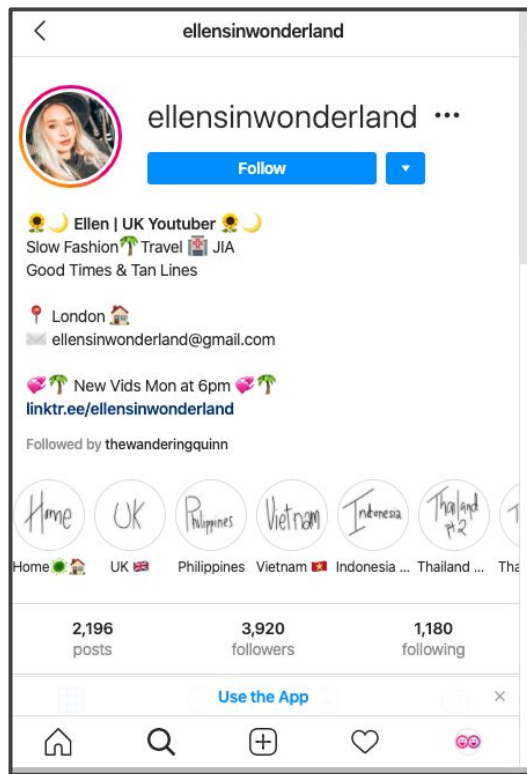 ellensinwonderland
ellensinwonderland
Follow
🌻🌙 Ellen | UK Youtuber 🌻🌙
Slow Fashion🌴Travel 🏥 JIA
Good Times & Tan Lines
📍 London 🏠
✉️ ellensinwonderland@gmail.com
💞🌴 New Vids Mon at 6pm 💞🌴
linktr.ee/ellensinwonderland
Followed by thewanderingquinn
Home UK Philippines Vietnam Indonesia Thailand pt 2
Home🦠🏠 UK 🇬🇧 Philippines Vietnam 🇻🇳 Indonesia ... Thailand ... Tha
2,196 3,920 1,180
posts followers following
Use the App